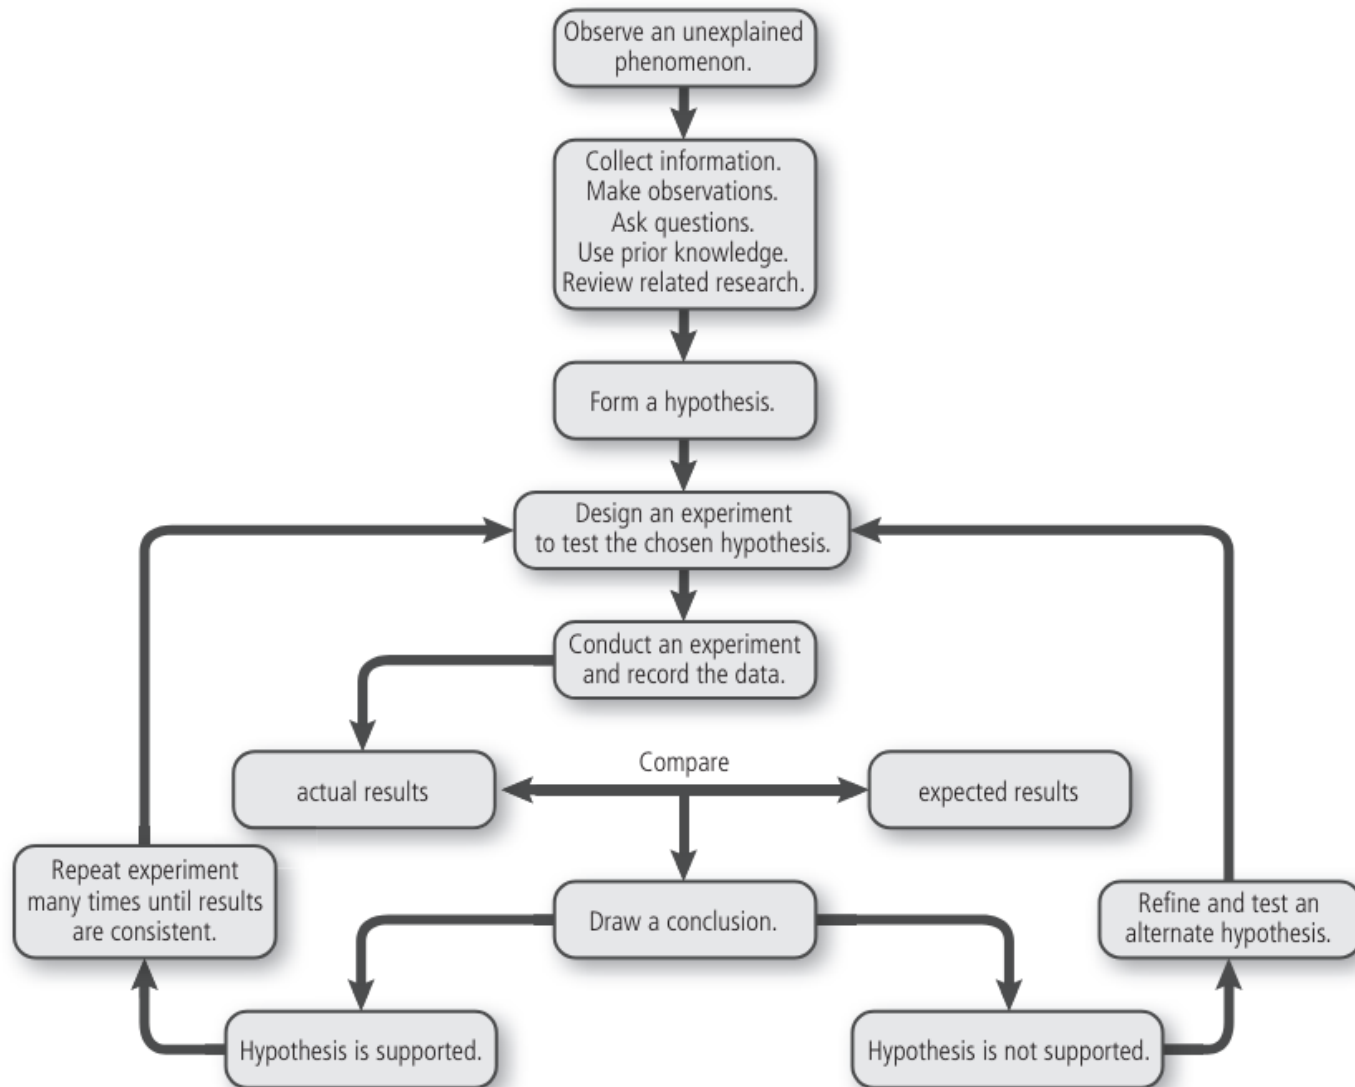 Observe an unexplained
phenomenon.
Collect information.
Make observations.
Ask questions.
Use prior knowledge.
Review related research.
Form a hypothesis.
Design an experiment
to test the chosen hypothesis.
Conduct an experiment
and record the data.
actual results
Compare
expected results
Repeat experiment
many times until results
are consistent.
Draw a conclusion.
Refine and test an
alternate hypothesis.
Hypothesis is supported.
Hypothesis is not supported.